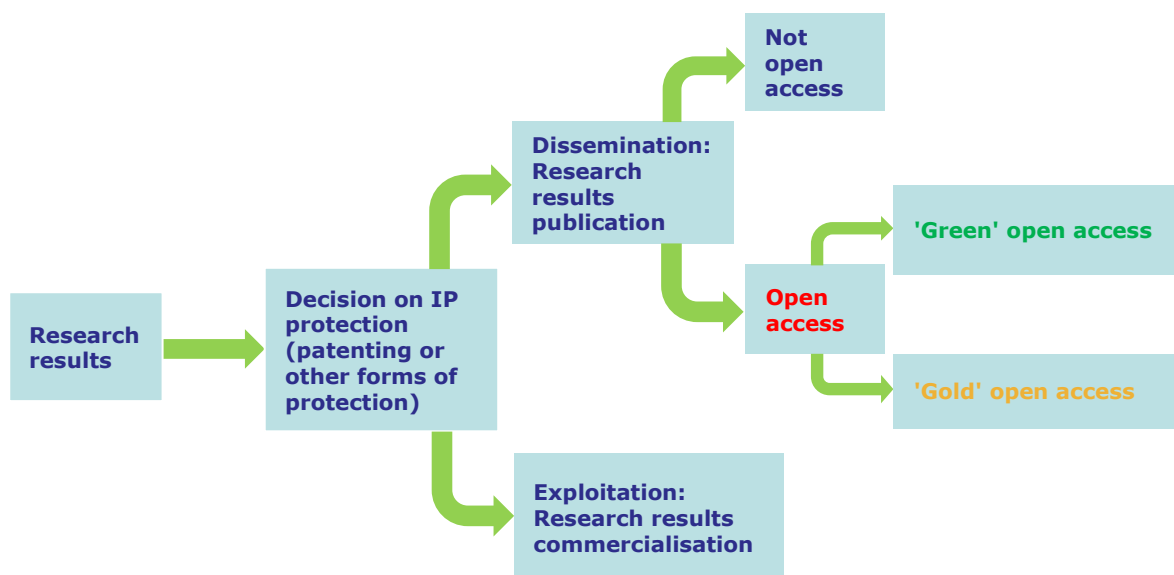 Research
results
Decision on IP
protection
(patenting or
other forms of
protection)
Dissemination:
Research
results
publication
Not
open
access
Open
access
'Green' open access
'Gold' open access
Exploitation:
Research results
commercialisation